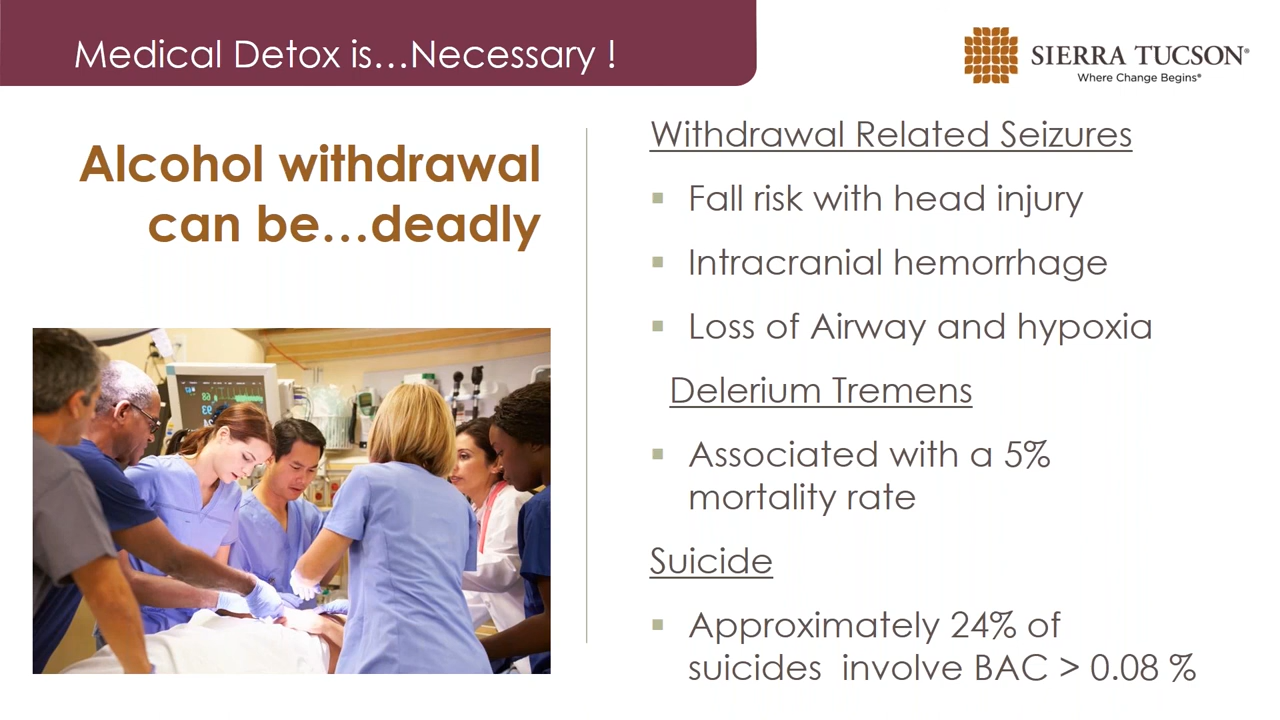 Medical Detox is…Necessary !
SIERRA TUCSON®
Where Change Begins®
Alcohol withdrawal
can be…deadly
Withdrawal Related Seizures
▪ Fall risk with head injury
▪ Intracranial hemorrhage
▪ Loss of Airway and hypoxia
Delerium Tremens
▪ Associated with a 5%
mortality rate
Suicide
▪ Approximately 24% of
suicides  involve BAC > 0.08 %